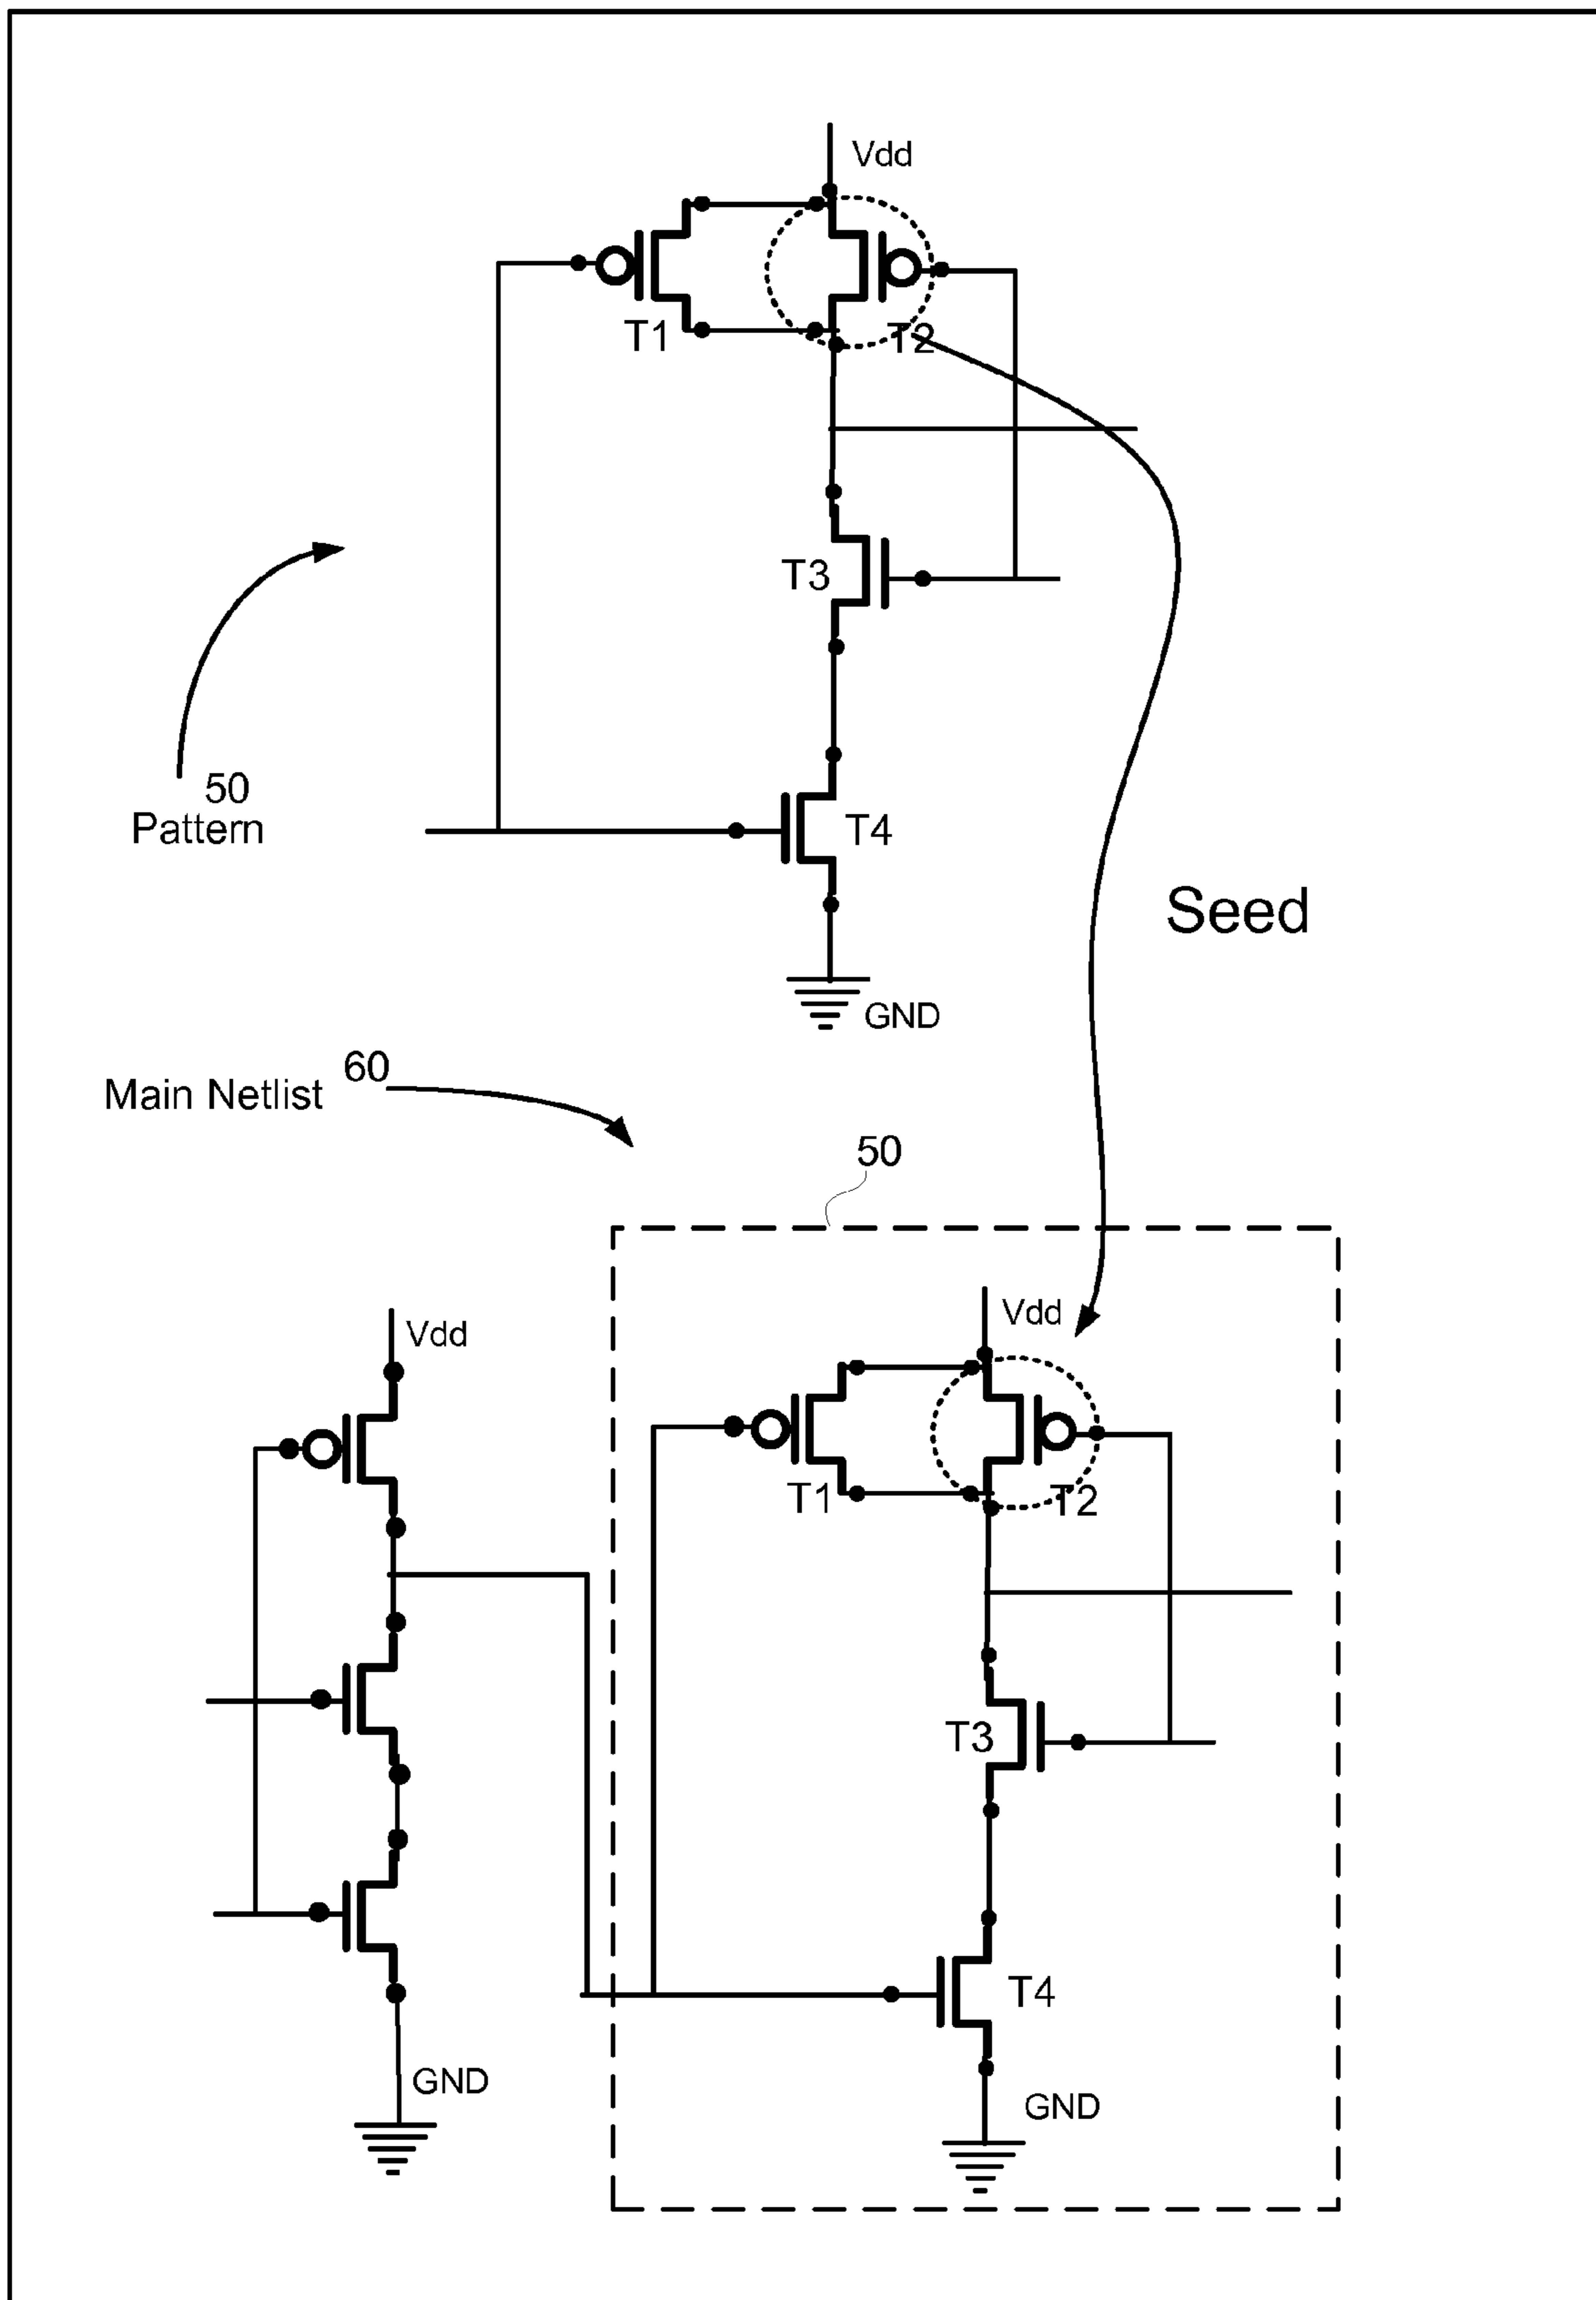 Vdd
T1
T2
T3
50
Pattern
T4
Seed
GND
60
Main Netlist
50
Vdd
Vdd
T1
T2
T3
T4
GND
GND